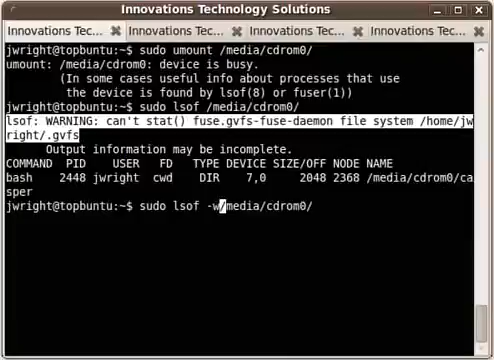 Innovations Technology Solutions
Innovations Tec...
Innovations Tec...
Innovations Tec...
Innovations Tec...
jwright@topbuntu:~$ sudo umount /media/cdrom0/
umount: /media/cdrom0: device is busy.
(In some cases useful info about processes that use
the device is found by lsof(8) or fuser(1))
jwright@topbuntu:~$ sudo lsof /media/cdrom0/
lsof: WARNING: can't stat() fuse.gvfs-fuse-daemon file system /home/jw
right/.gvfs
Output information may be incomplete.
COMMAND PID USER FD TYPE DEVICE SIZE/OFF NODE NAME
bash 2448 jwright cwd DIR 7,0 2048 2368 /media/cdrom0/ca
sper
jwright@topbuntu:~$ sudo lsof -w/media/cdrom0/